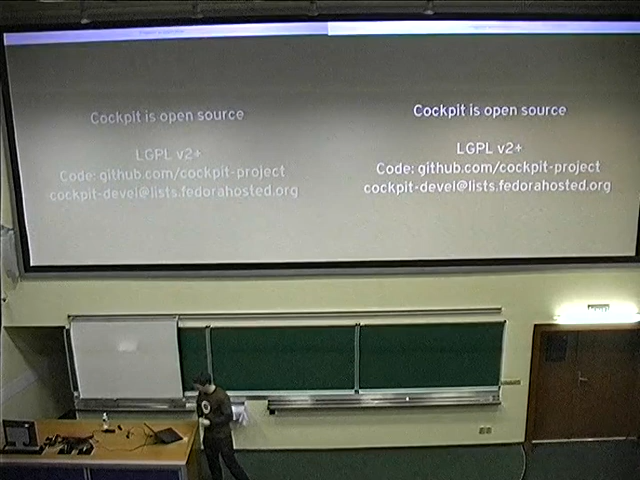 Cockpit is open source
LGPL v2+
Code: github.com/cockpit-project
cockpit-devel@lists.fedorahosted.org
Cockpit is open source
LGPL v2+
Code: github.com/cockpit-project
cockpit-devel@lists.fedorahosted.org